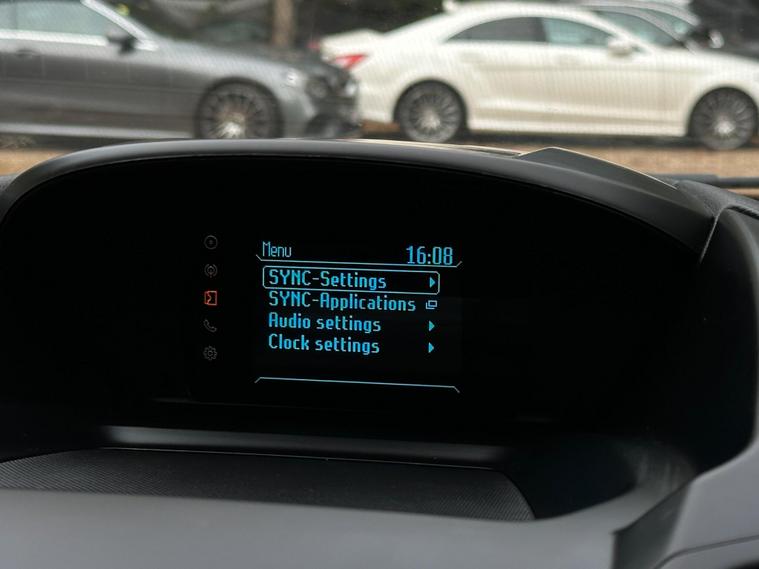 Menu
16:08
SYNC-Settings
SYNC-Applications
Audio settings
Clock settings